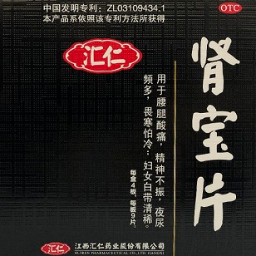 中国发明专利：ZL03109434.1
本产品系依照该专利方法所获得
OTC
汇仁
肾宝片
用于腰腿酸痛，精神不振，夜尿
频多，畏寒怕冷；妇女白带清稀。
每盒4板，每板9片。
汇仁
江西汇仁药业股份有限公司